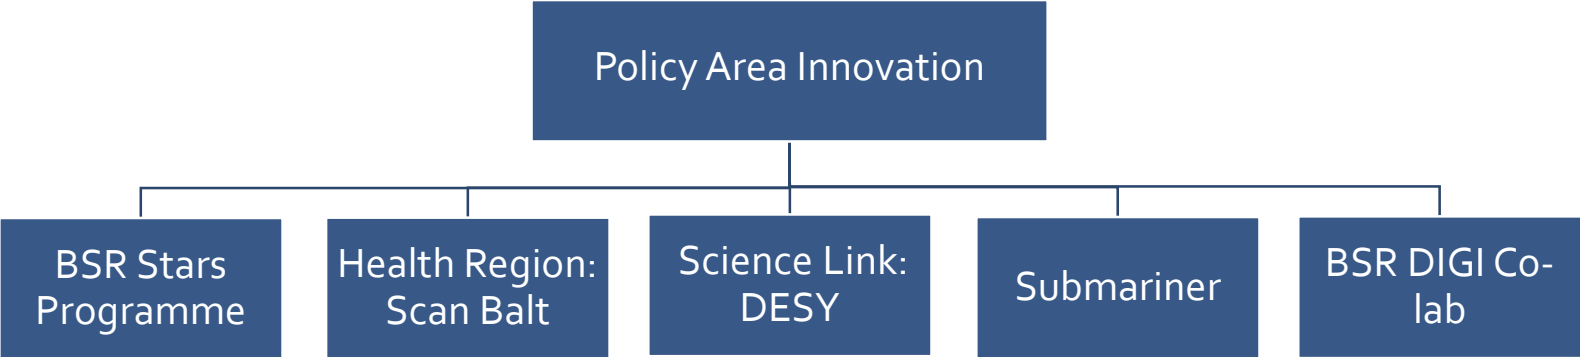 Policy Area Innovation
BSR Stars
Programme
Health Region:
Scan Balt
Science Link:
DESY
Submariner
BSR DIGI Co-
lab